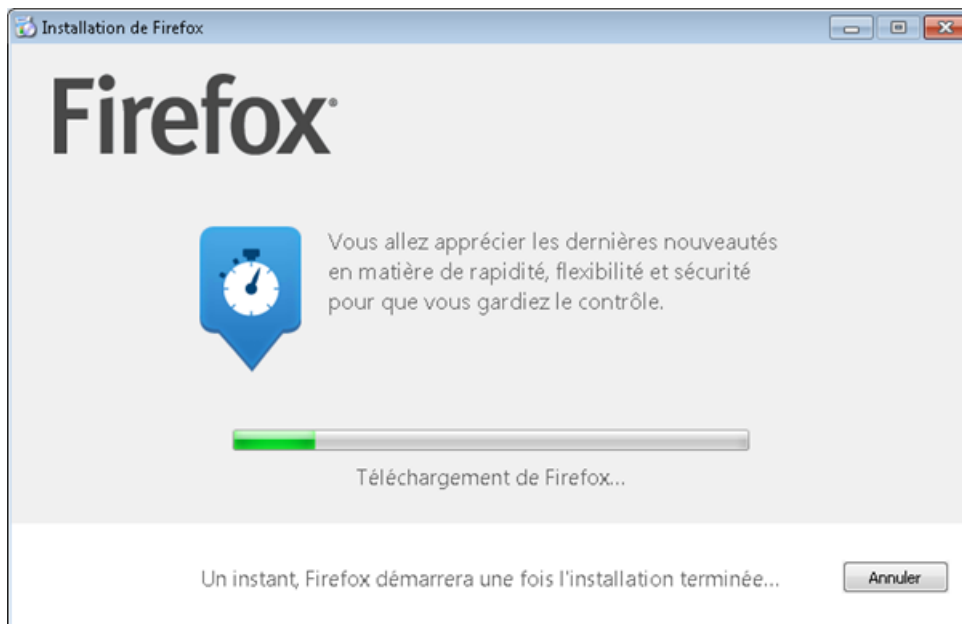 Installation de Firefox
Firefox®
Vous allez apprécier les dernières nouveautés
en matière de rapidité, flexibilité et sécurité
pour que vous gardiez le contrôle.
Téléchargement de Firefox...
Un instant, Firefox démarrera une fois l'installation terminée...
Annuler